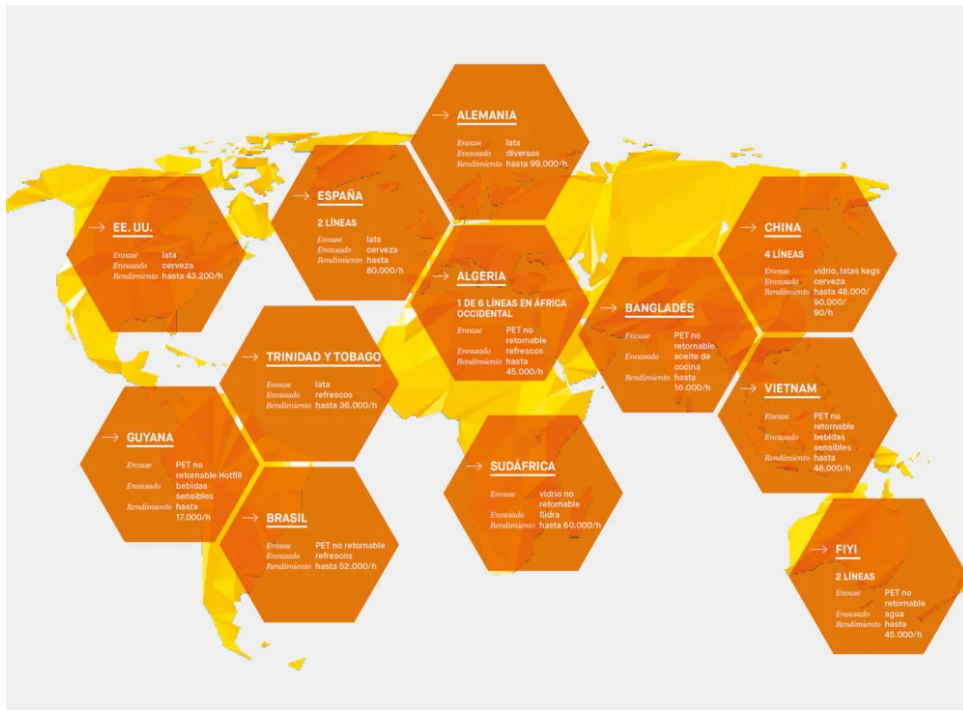 ALEMANIA
Envase lata
Envasado diversos
Rendimiento hasta 99.000/h
ESPAÑA
2 LÍNEAS
Envase lata
Envasado cerveza
Rendimiento hasta
80.000/h
EE. UU.
Envase lata
Envasado cerveza
Rendimiento hasta 43.200/h
CHINA
4 LÍNEAS
Envase vidrio, lstas kegs
Envasado cerveza
Rendimiento hasta 48.000/
90.000/
90/h
ALGERIA
1 DE 6 LÍNEAS EN ÁFRICA
OCCIDENTAL
Envase PET no
retornable
Envasado refrescos
Rendimiento hasta
45.000/h
BANGLADÉS
Envase PET no
retornable
Envasado aceite de
cocina
Rendimiento hasta
16.000/h
TRINIDAD Y TOBAGO
Envase lata
Envasado refrescos
Rendimiento hasta 36.000/h
VIETNAM
Envase PET no
retornable
Envasado bebidas
sensibles
Rendimiento hasta
48.000/h
GUYANA
Envase PET no
retornable Hotfill
Envasado bebidas
sensibles
Rendimiento hasta
17.000/h
SUDÁFRICA
Envase vidrio no
retornable
Envasado Sidra
Rendimiento hasta 60.000/h
BRASIL
Envase PET no retornable
Envasado refrescos
Rendimiento hasta 52.000/h
FIYI
2 LÍNEAS
Envase PET no
retornable
Envasado agua
Rendimiento hasta
45.000/h